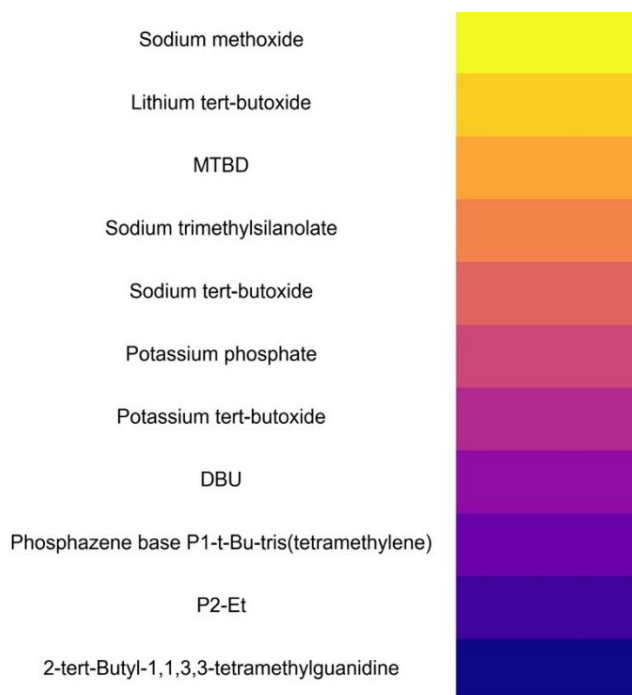 Sodium methoxide
Lithium tert-butoxide
MTBD
Sodium trimethylsilanolate
Sodium tert-butoxide
Potassium phosphate
Potassium tert-butoxide
DBU
Phosphazene base P1-t-Bu-tris(tetramethylene)
P2-Et
2-tert-Butyl-1,1,3,3-tetramethylguanidine